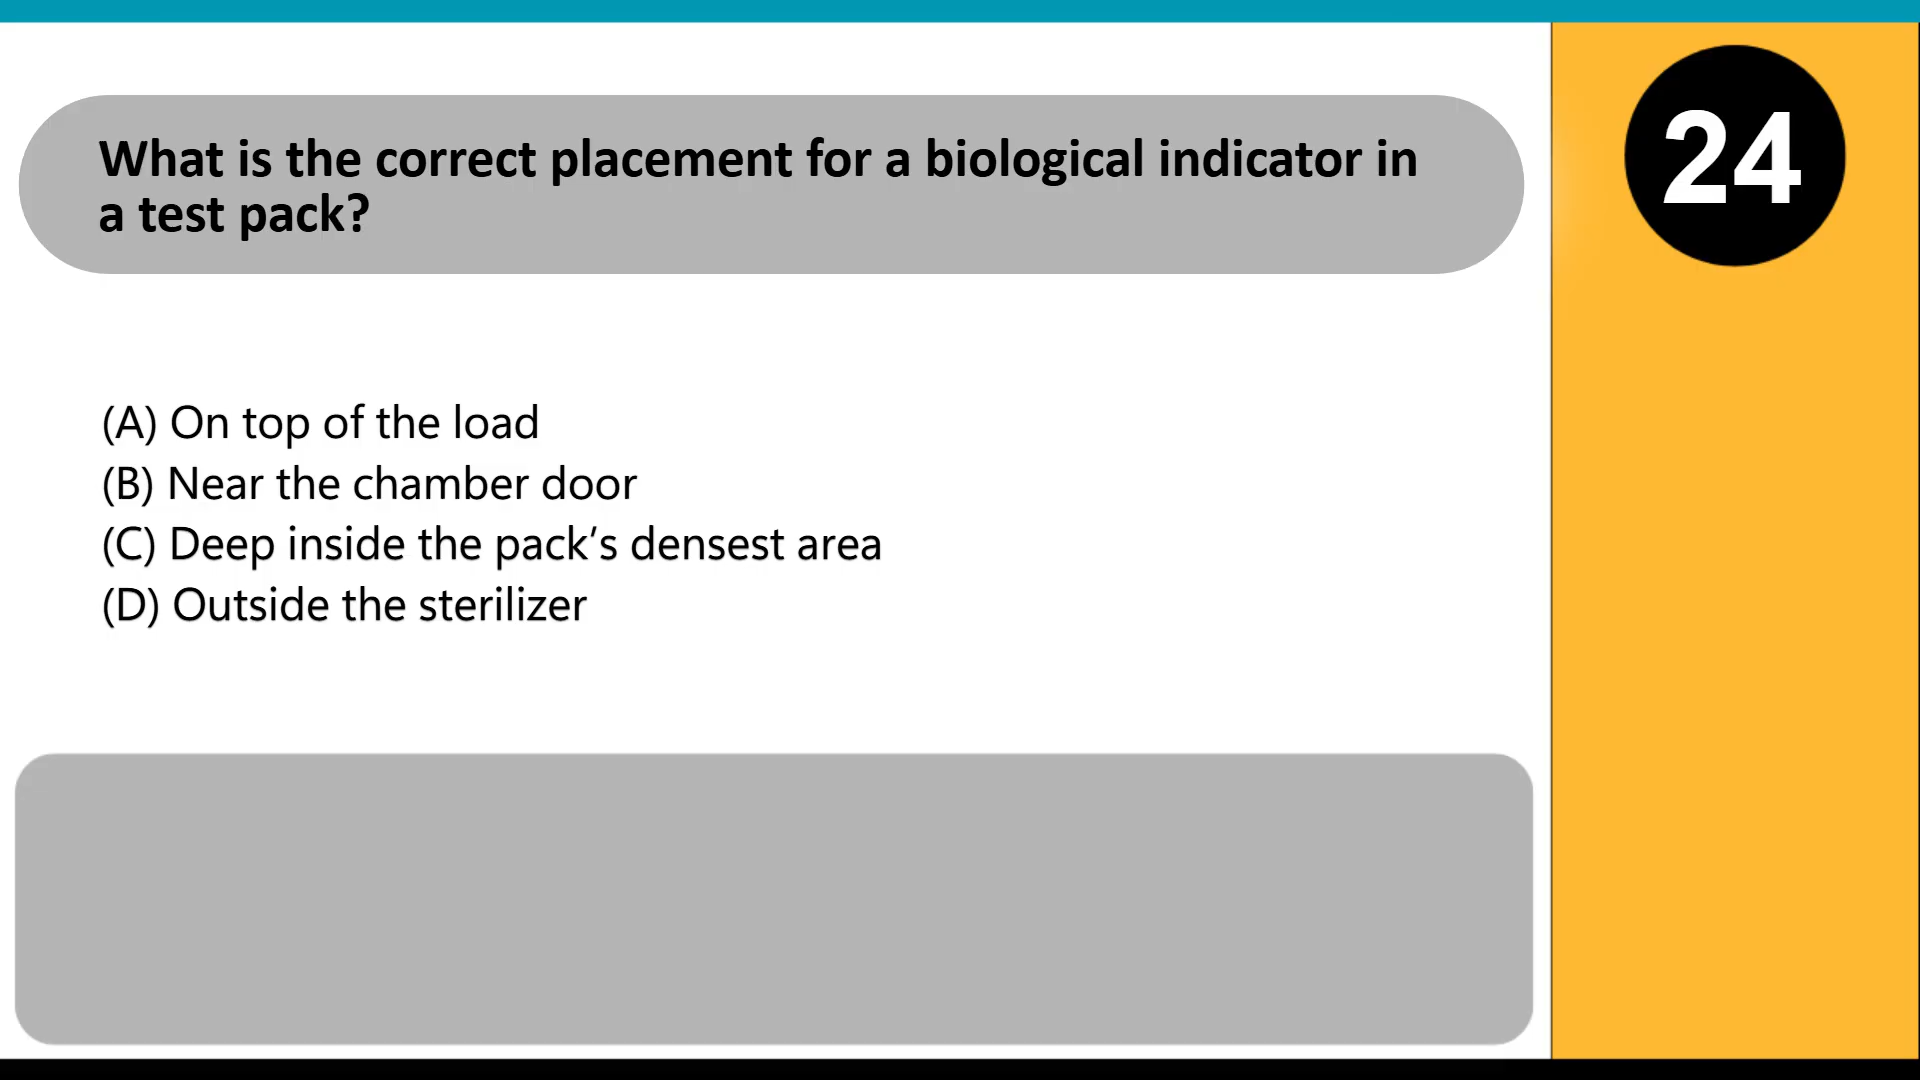 What is the correct placement for a biological indicator in
a test pack?
24
(A) On top of the load
(B) Near the chamber door
(C) Deep inside the pack’s densest area
(D) Outside the sterilizer